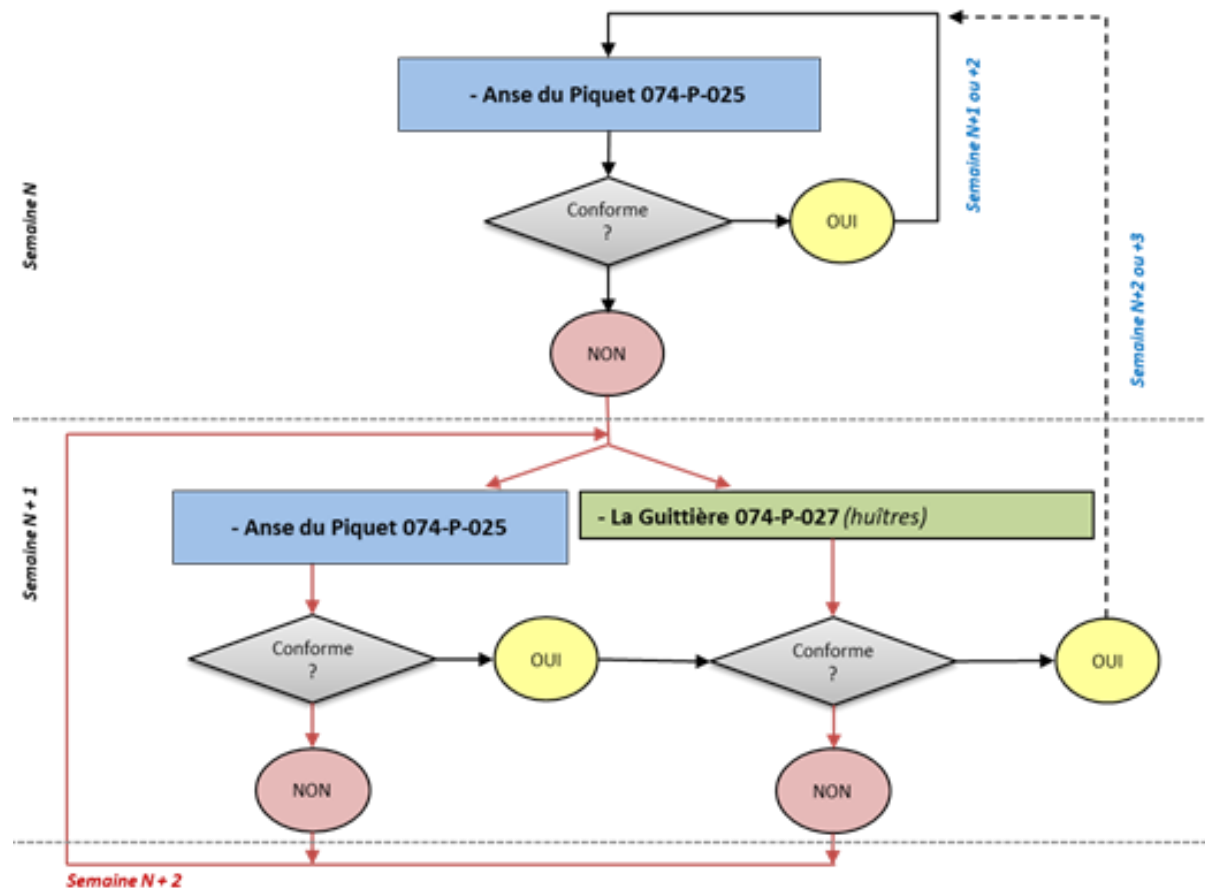 - Anse du Piquet 074-P-025
Conforme
?
OUI
NON
Semaine N
Semaine N+1 ou +2
Semaine N+2 ou +3
Semaine N + 1
- Anse du Piquet 074-P-025
- La Guittière 074-P-027 (huîtres)
Conforme
?
OUI
Conforme
?
OUI
NON
NON
Semaine N + 2